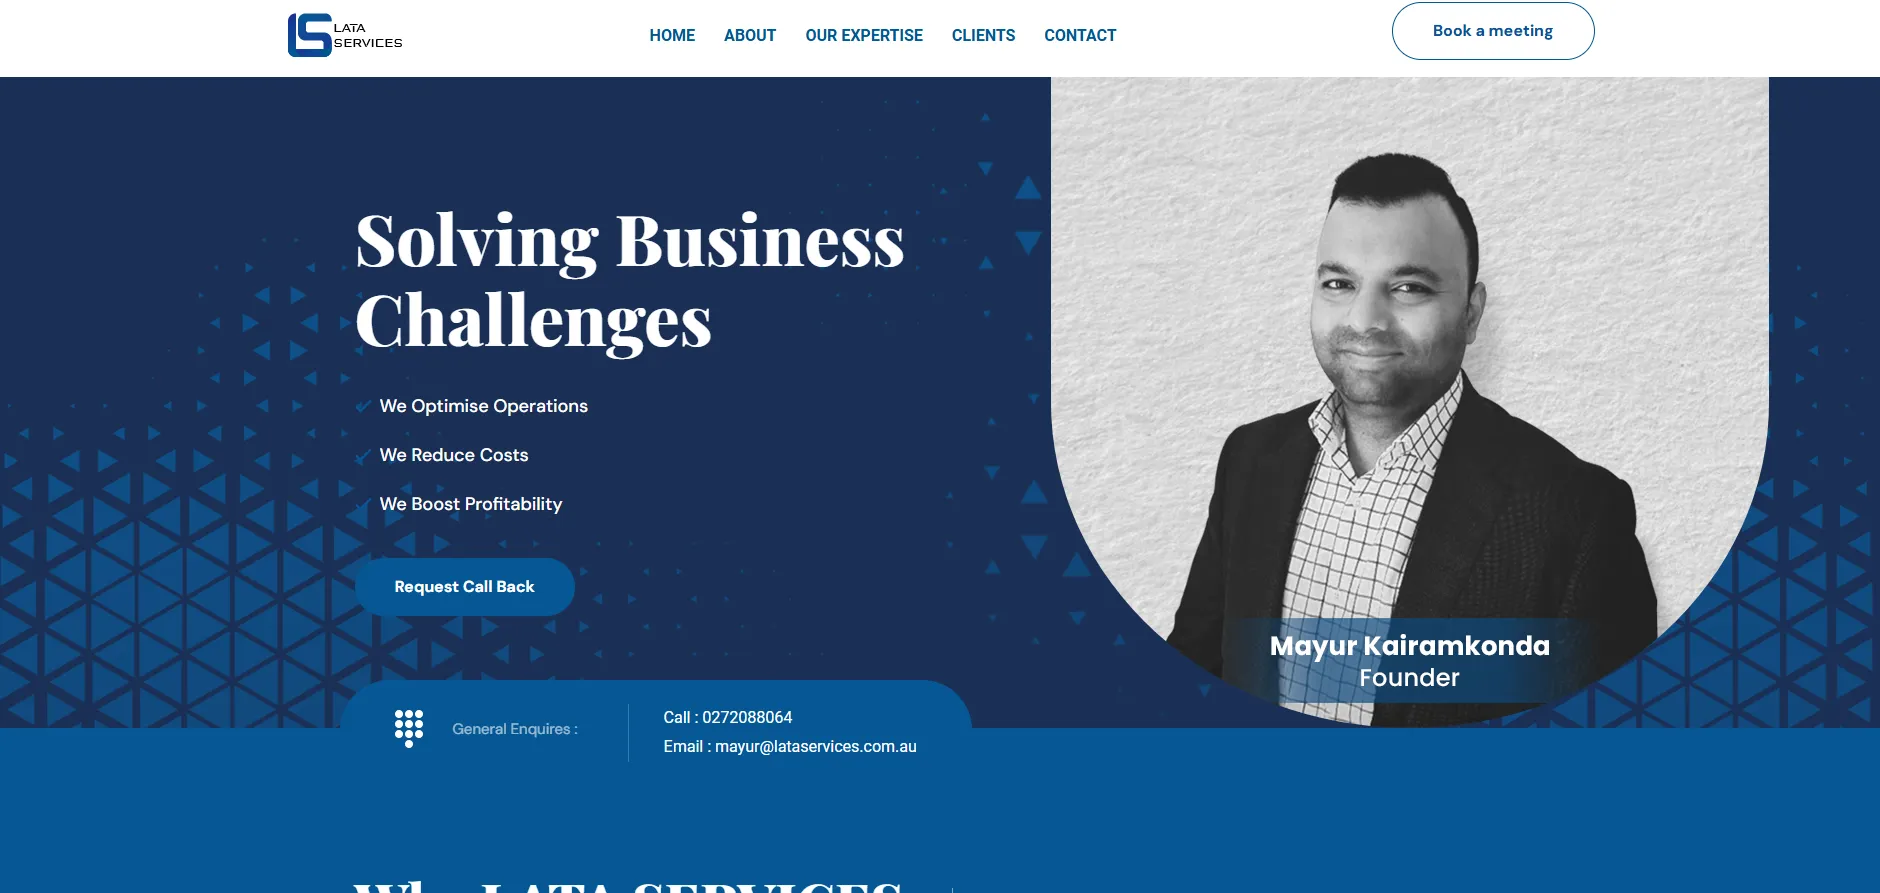 LATA
SERVICES
HOME ABOUT OUR EXPERTISE CLIENTS CONTACT
Book a meeting
Solving Business
Challenges
We Optimise Operations
We Reduce Costs
We Boost Profitability
Request Call Back
Mayur Kairamkonda
Founder
General Enquires :
Call : 0272088064
Email : mayur@lataservices.com.au
Why LATA SERVICES